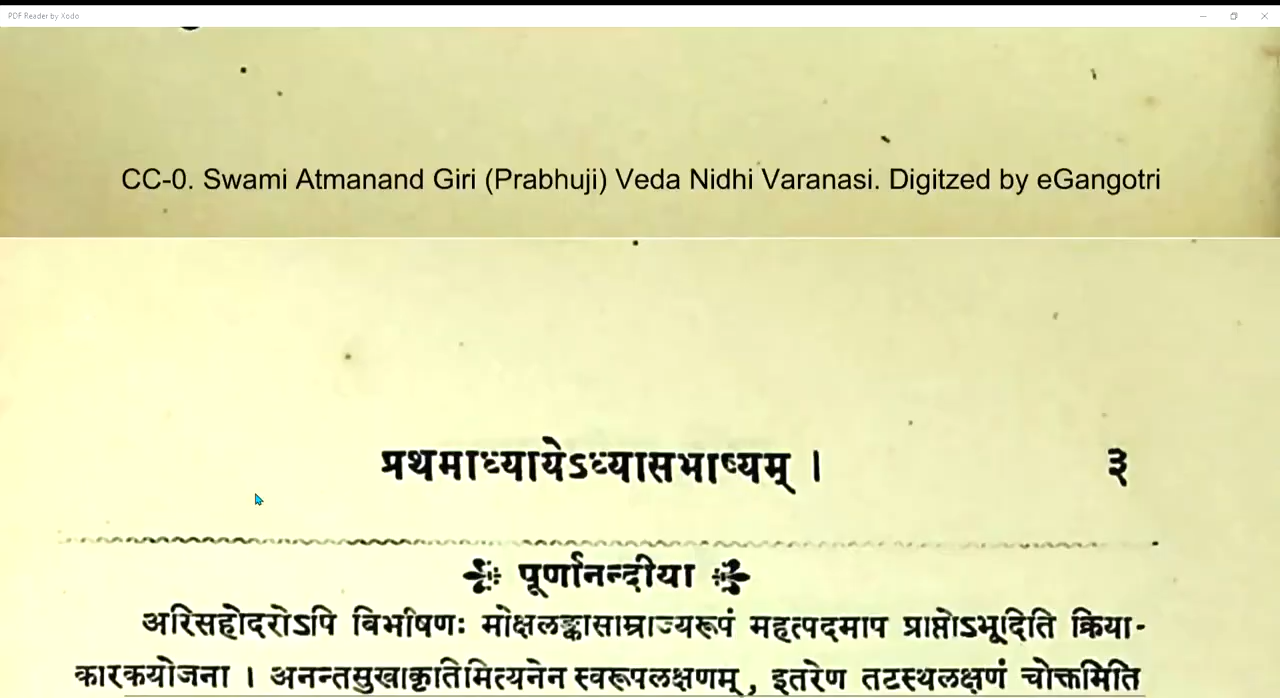 PDF Reader by Xodo
CC-0. Swami Atmanand Giri (Prabhuji) Veda Nidhi Varanasi. Digitzed by eGangotri
प्रथमाध्यायेऽध्यासभाष्यम् । ३
पूर्णानन्दीया
अरिसहोदरोऽपि विभीषिणः मोक्षलङ्कासाम्राज्यरूपं महत्पदमाप प्राप्तोऽभूदिति क्रिया-
कारकयोजना । अनन्तसुखाकृतिमित्यनेन स्वरूपलक्षणम्, इतरेण तटस्थलक्षणं चोक्तमिति